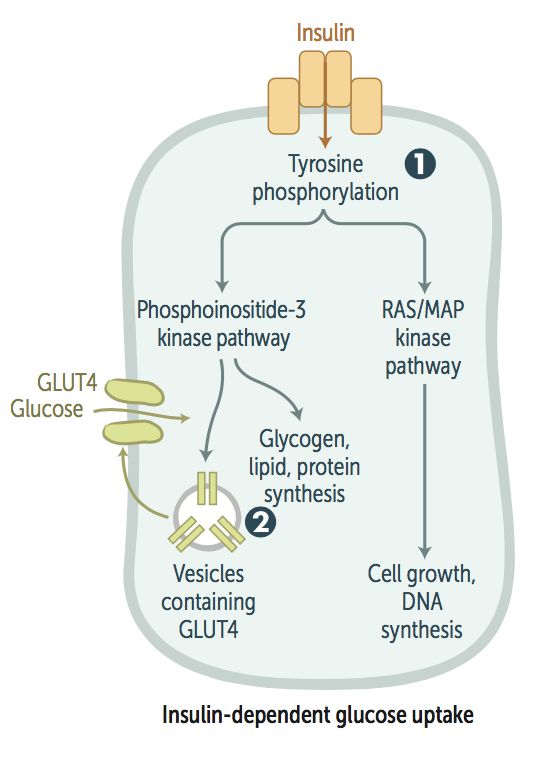 Insulin
Tyrosine
phosphorylation
1
Phosphoinositide-3
kinase pathway
RAS/MAP
kinase
pathway
GLUT4
Glucose
Glycogen,
lipid, protein
synthesis
2
Vesicles
containing
GLUT4
Cell growth,
DNA
synthesis
Insulin-dependent glucose uptake